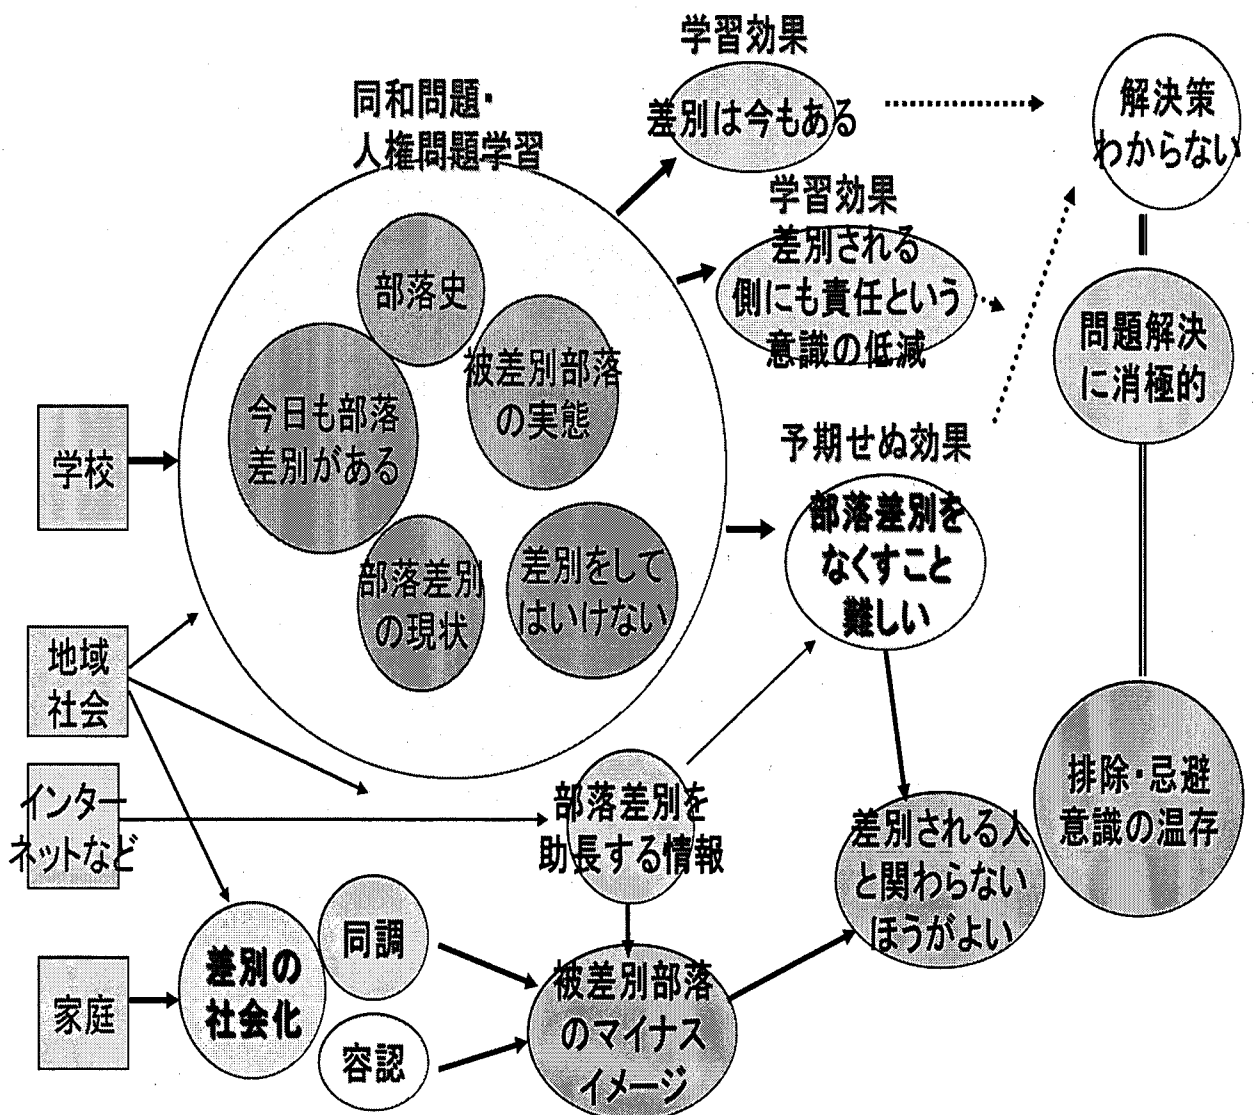 学習効果
差別は今もある
解決策
わからない
同和問題・
人権問題学習
学習効果
差別される
側にも責任という
意識の低減
部落史
被差別部落
の実態
今日も部落
差別がある
問題解決
に消極的
学校
予期せぬ効果
部落差別を
なくすこと
難しい
部落差別
の現状
差別をして
はいけない
地域
社会
インター
ネットなど
部落差別を
助長する情報
排除・忌避
意識の温存
差別される人
と関わらない
ほうがよい
同調
差別の
社会化
家庭
容認
被差別部落
のマイナス
イメージ